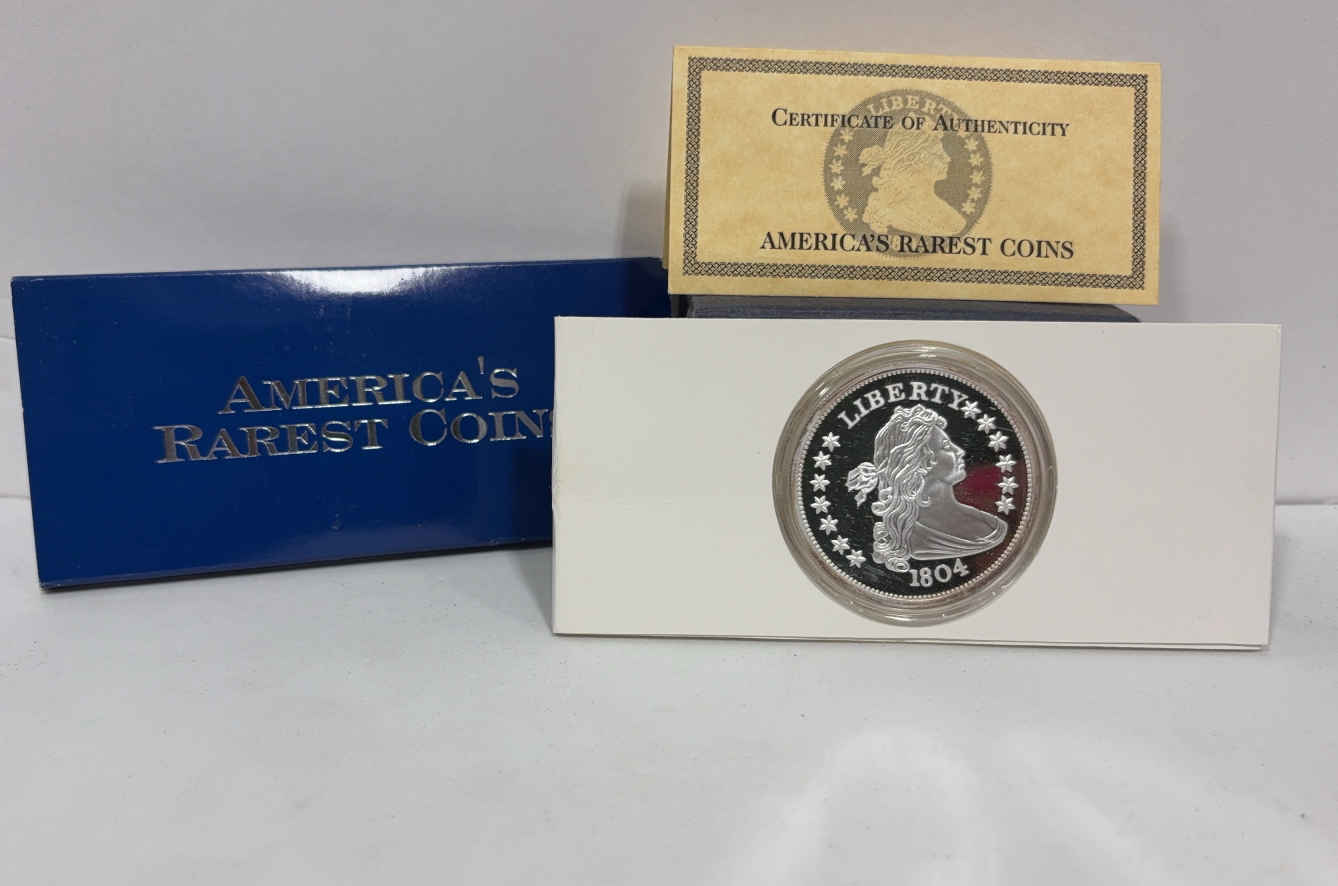 LIBERTY
CERTIFICATE OF AUTHENTICITY
AMERICA'S RAREST COINS
AMERICA'S
RAREST COINS
LIBERTY
1804